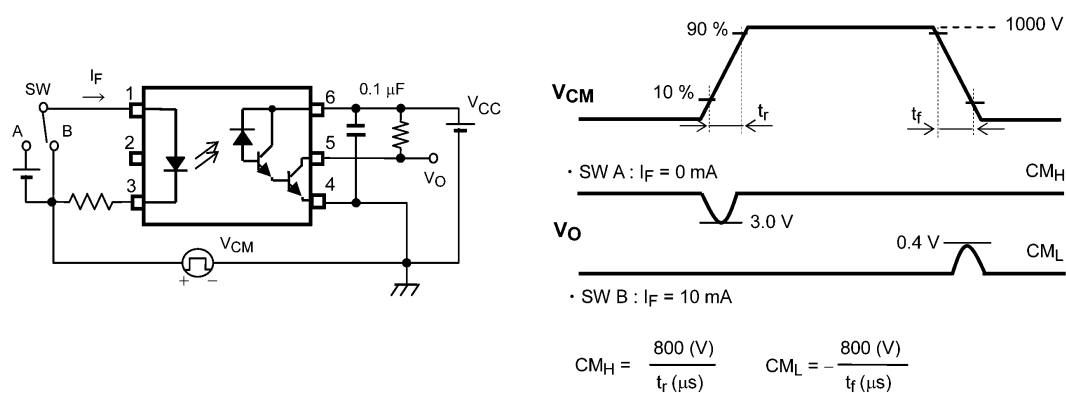 SW
I_F
A
B
1
2
3
6
5
4
0.1 μF
V_CC
V_O
V_CM
+ −
V_CM
90 %
10 %
1000 V
t_r
t_f
・SW A : I_F = 0 mA
CM_H
V_O
3.0 V
0.4 V
CM_L
・SW B : I_F = 10 mA
CM_H = 800 (V) / t_r (μs)
CM_L = − 800 (V) / t_f (μs)